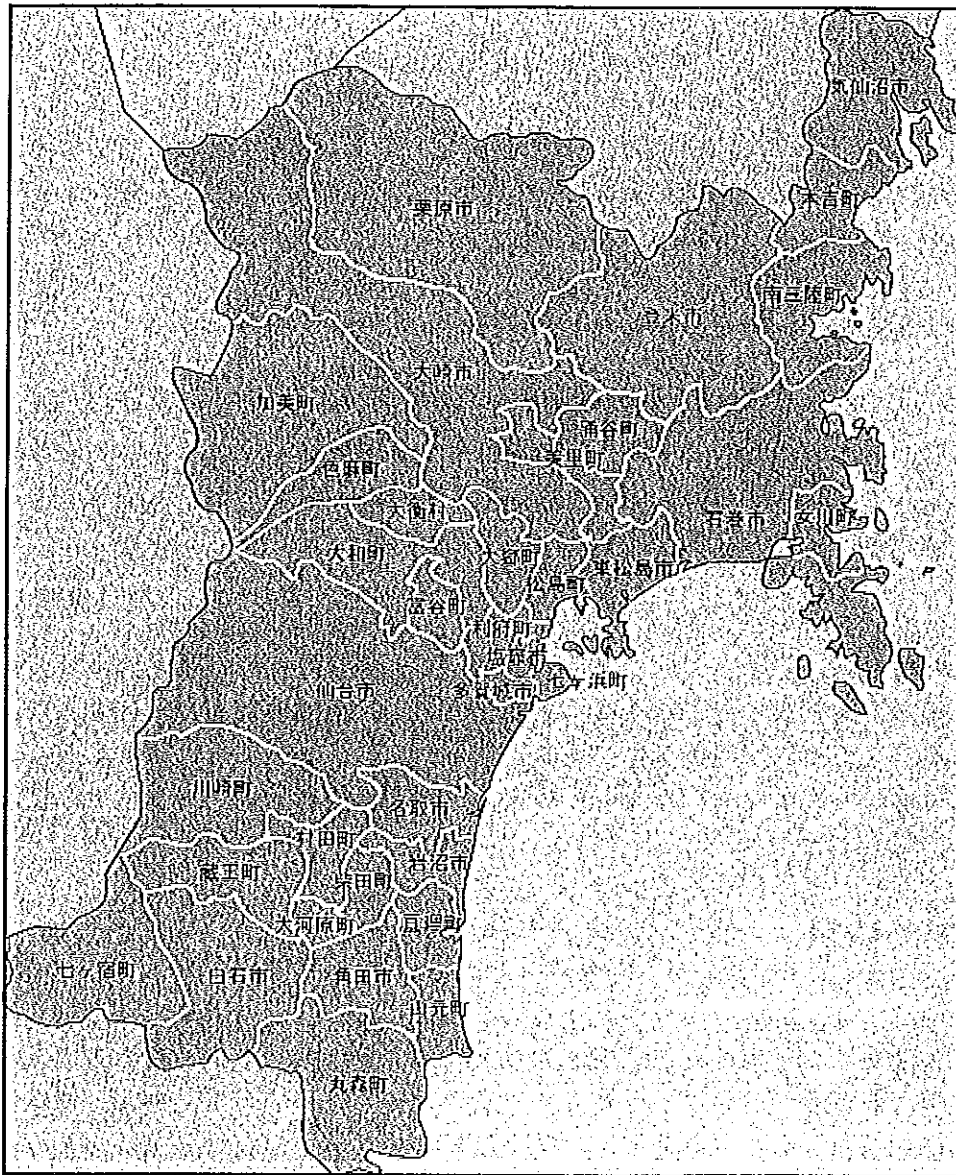 気仙沼市
栗原市
本吉町
南三陸町
登米市
大崎市
加美町
涌谷町
美里町
色麻町
大衡村
石巻市
女川町
大和町
大郷町
東松島市
松島町
富谷町
利府町
塩竈市
七ヶ浜町
多賀城市
仙台市
川崎町
名取市
村田町
岩沼市
蔵王町
柴田町
大河原町
亘理町
七ヶ宿町
白石市
角田市
山元町
丸森町